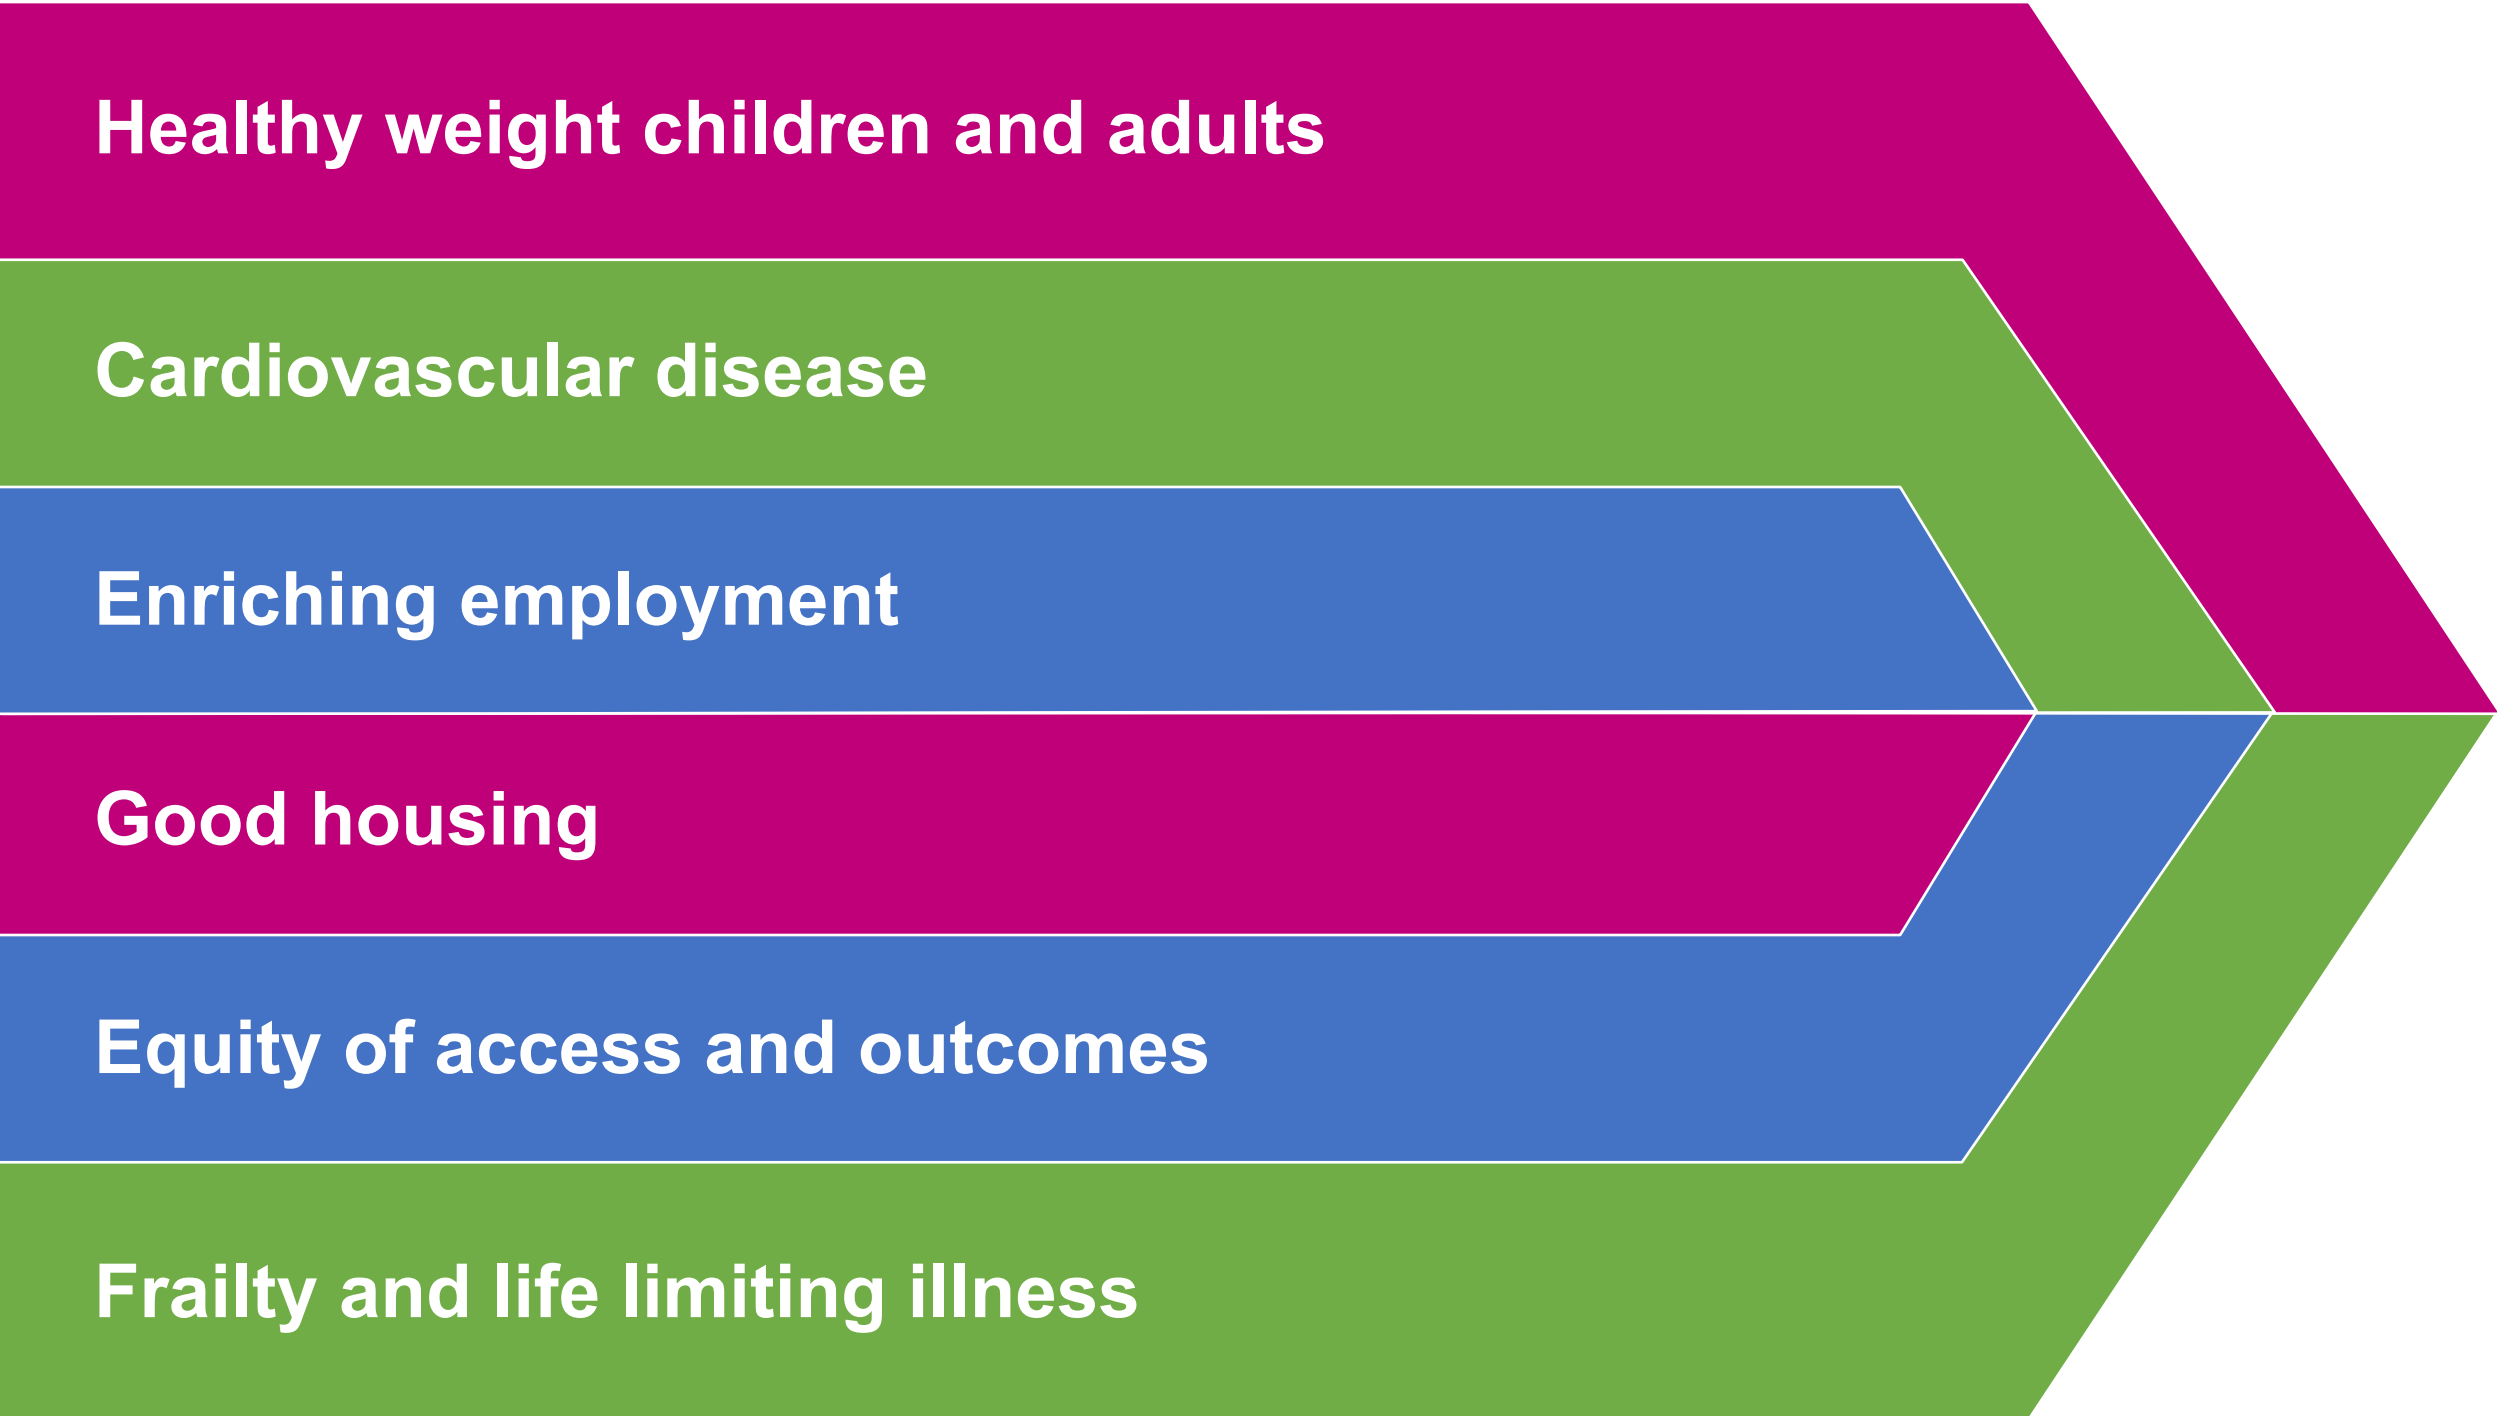 Healthy weight children and adults
Cardiovascular disease
Enriching employment
Good housing
Equity of access and outcomes
Frailty and life limiting illness